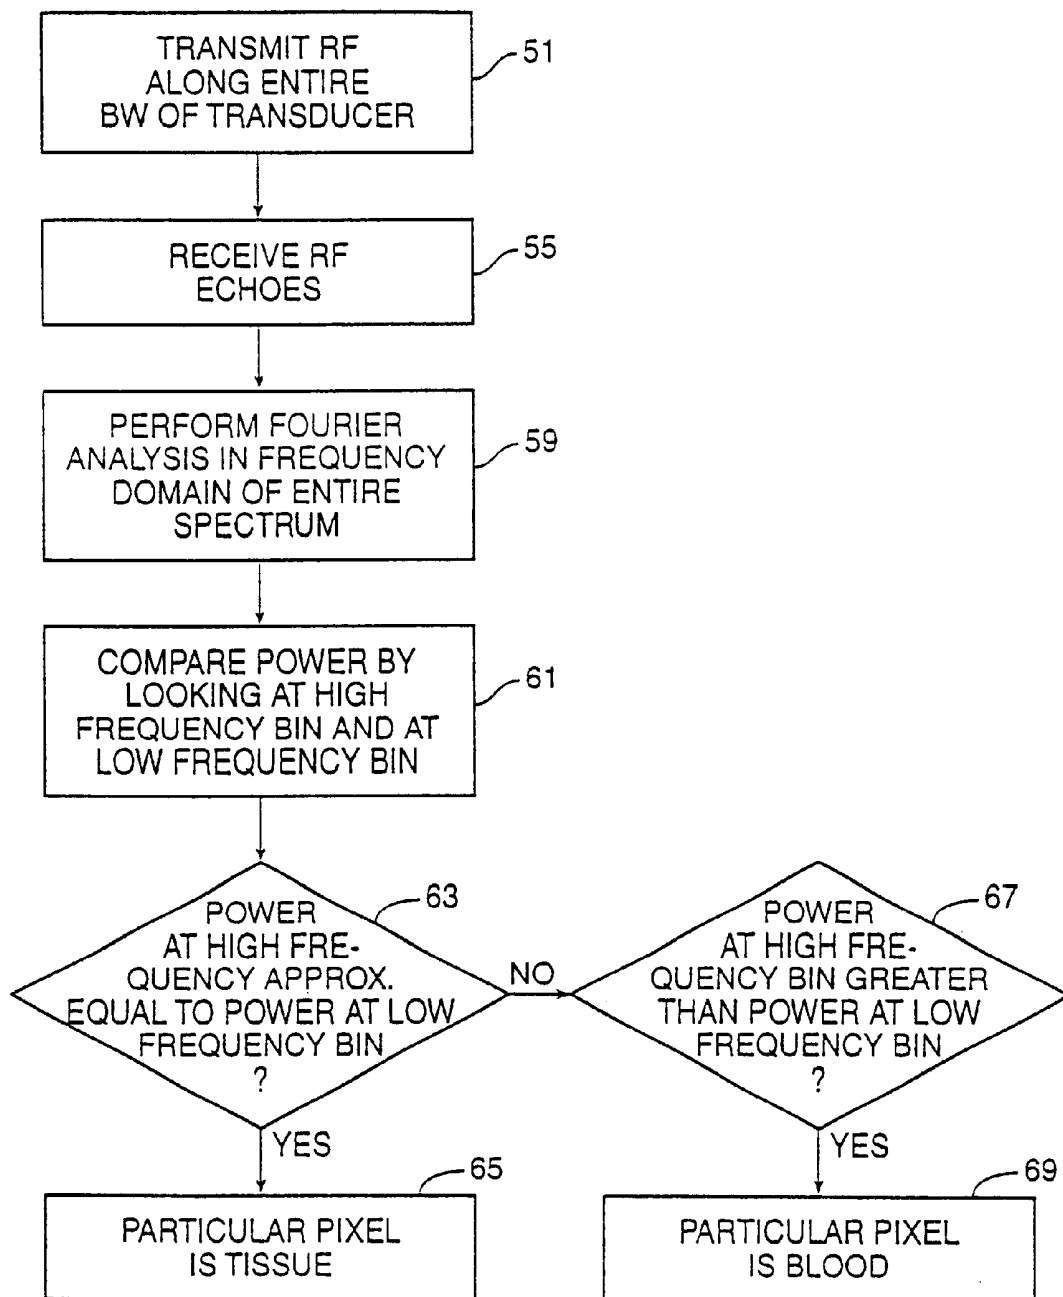 TRANSMIT RF
ALONG ENTIRE
BW OF TRANSDUCER
51
RECEIVE RF
ECHOES
55
PERFORM FOURIER
ANALYSIS IN FREQUENCY
DOMAIN OF ENTIRE
SPECTRUM
59
COMPARE POWER BY
LOOKING AT HIGH
FREQUENCY BIN AND AT
LOW FREQUENCY BIN
61
POWER
AT HIGH FRE-
QUENCY APPROX.
EQUAL TO POWER AT LOW
FREQUENCY BIN
?
63
NO
POWER
AT HIGH FRE-
QUENCY BIN GREATER
THAN POWER AT LOW
FREQUENCY BIN
?
67
YES
YES
PARTICULAR PIXEL
IS TISSUE
65
PARTICULAR PIXEL
IS BLOOD
69